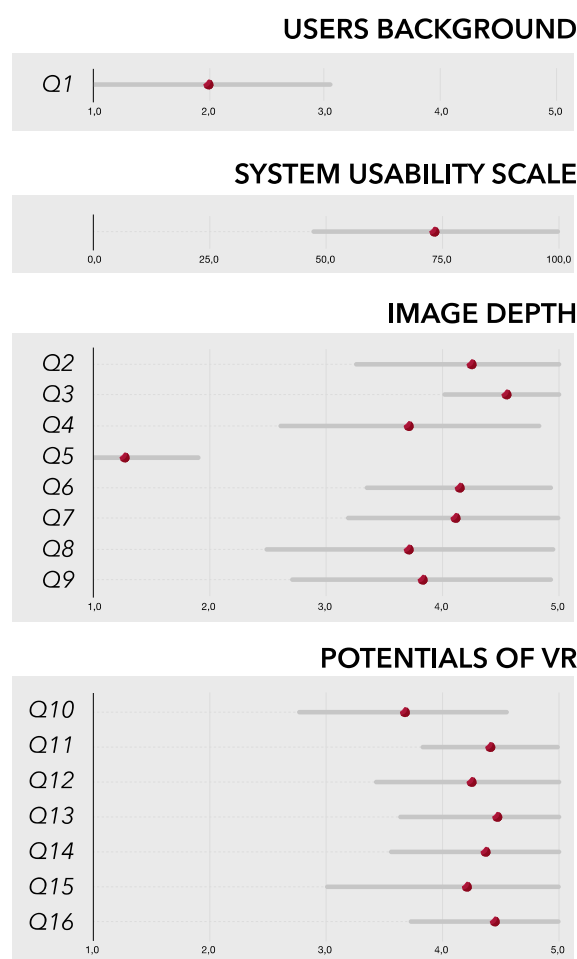 USERS BACKGROUND
Q1
1,0 2,0 3,0 4,0 5,0
SYSTEM USABILITY SCALE
0,0 25,0 50,0 75,0 100,0
IMAGE DEPTH
Q2
Q3
Q4
Q5
Q6
Q7
Q8
Q9
1,0 2,0 3,0 4,0 5,0
POTENTIALS OF VR
Q10
Q11
Q12
Q13
Q14
Q15
Q16
1,0 2,0 3,0 4,0 5,0